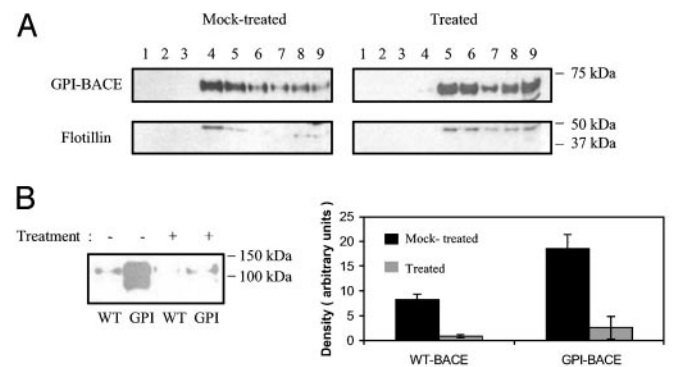 A
Mock-treated Treated
1 2 3 4 5 6 7 8 9 1 2 3 4 5 6 7 8 9
GPI-BACE
– 75 kDa
Flotillin
– 50 kDa
– 37 kDa
B
Treatment : - - + +
– 150 kDa
– 100 kDa
WT GPI WT GPI
Density ( arbitrary units )
25
20
15
10
5
0
Mock- treated
Treated
WT-BACE GPI-BACE